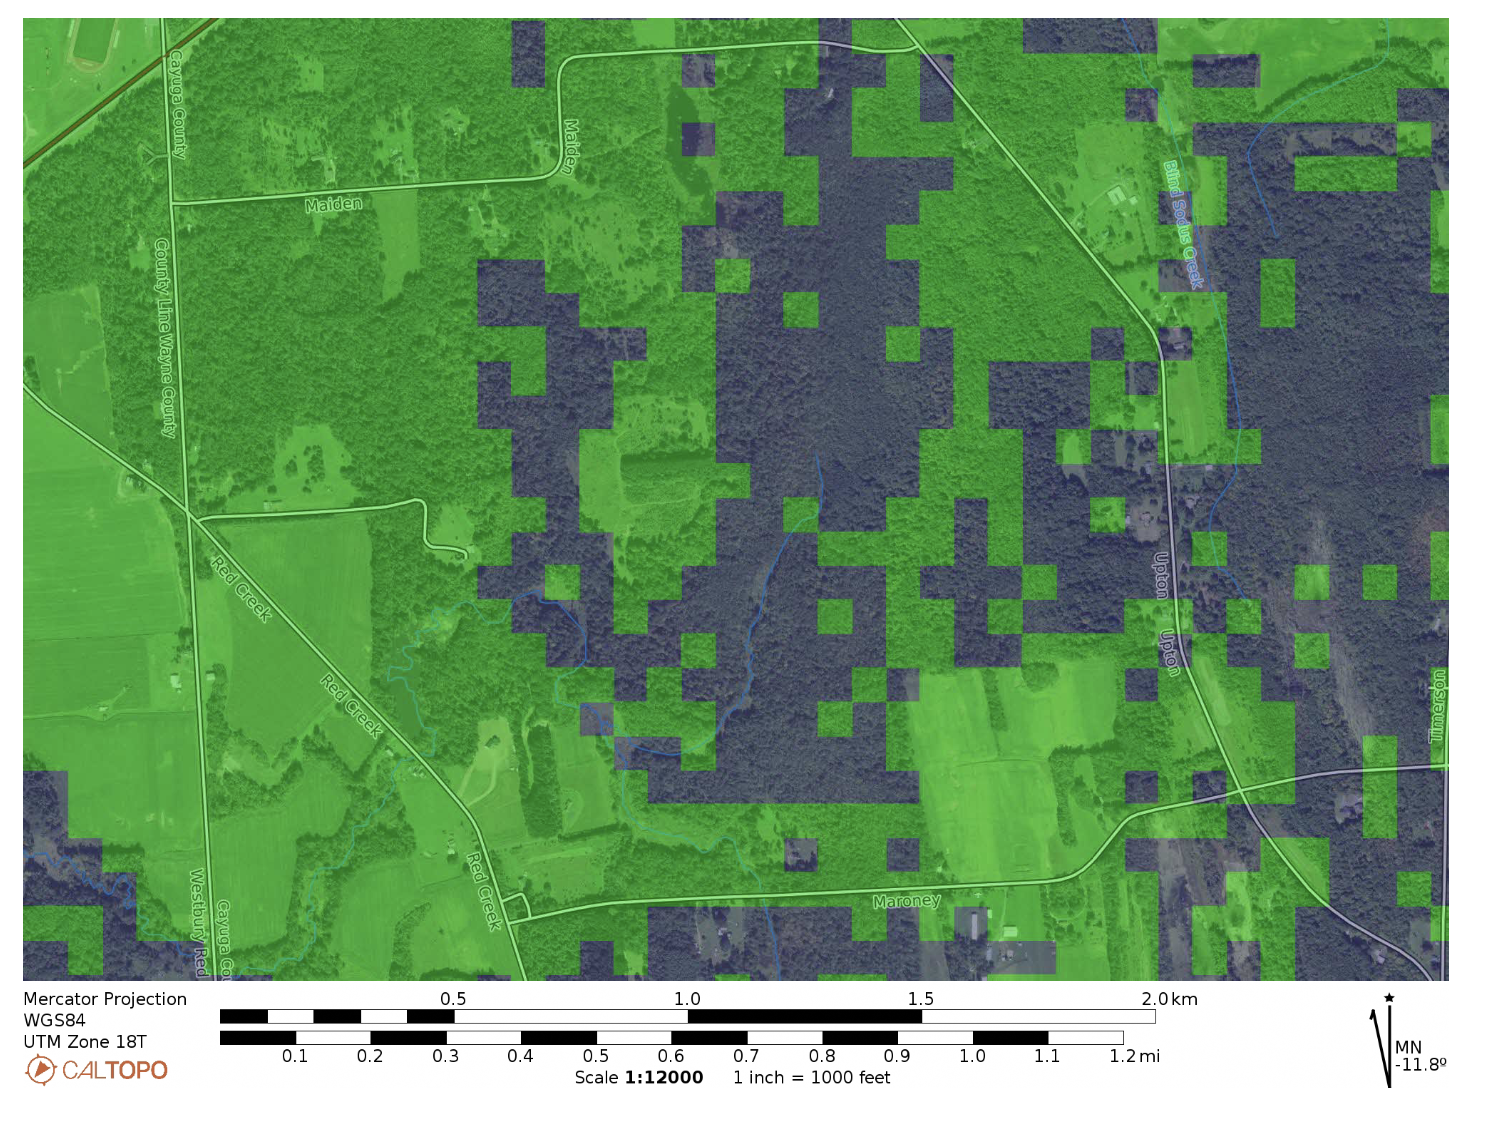 Cayuga County
Maiden
Maiden
Blind Sodus Creek
County Line Wayne County
Red Creek
Upton
Upton
Red Creek
Timerson
Red Creek
Westbury Red
Cayuga Co
Maroney
Mercator Projection
WGS84
UTM Zone 18T
CALTOPO
0.5 1.0 1.5 2.0 km
0.1 0.2 0.3 0.4 0.5 0.6 0.7 0.8 0.9 1.0 1.1 1.2 mi
Scale 1:12000 1 inch = 1000 feet
MN
-11.8º